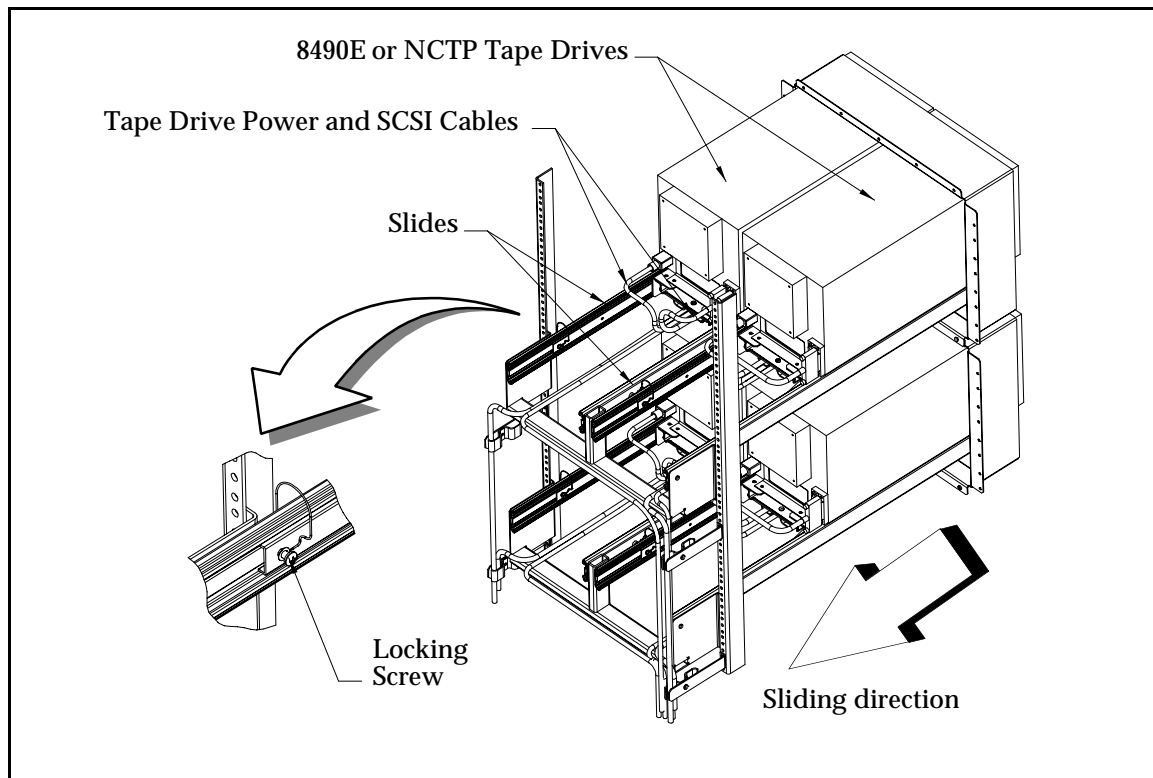 8490E or NCTP Tape Drives
Tape Drive Power and SCSI Cables
Slides
Locking
Screw
Sliding direction